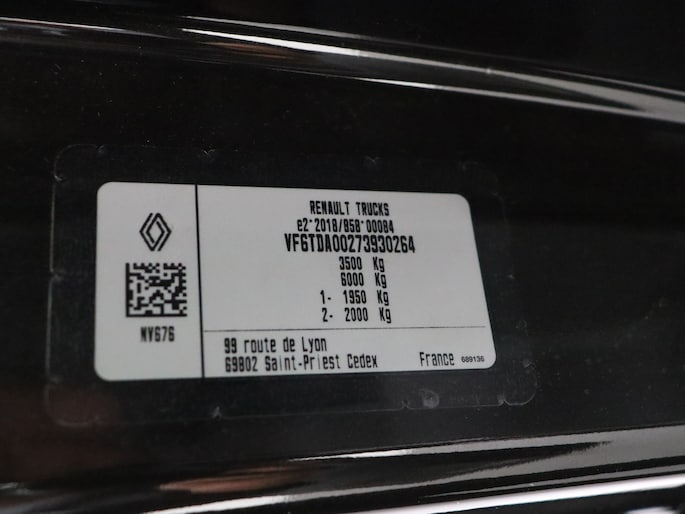 RENAULT TRUCKS
e2*2018/858*00084
VF6TDA00273930264
3500 Kg
6000 Kg
1- 1950 Kg
2- 2000 Kg
NV676
99 route de Lyon
69802 Saint-Priest Cedex
France 689136